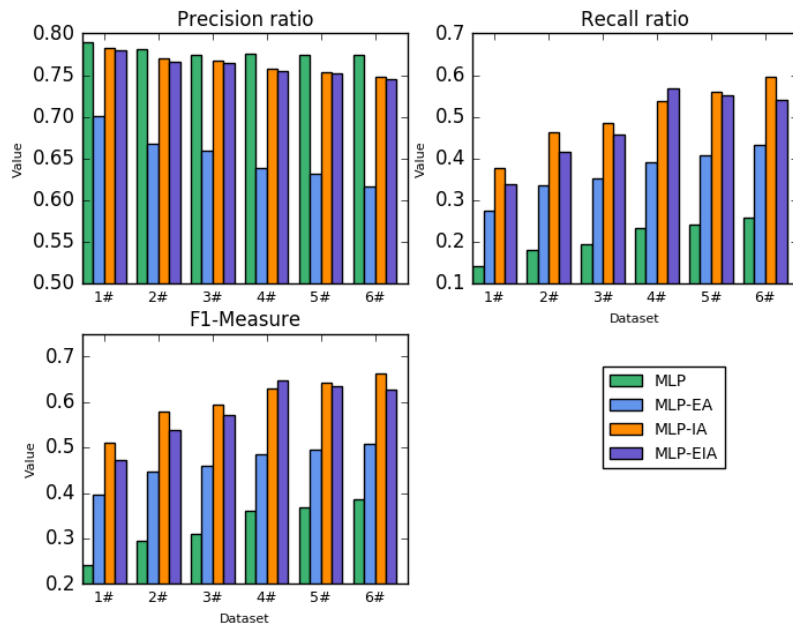 Precision ratio
0.80
0.75
0.70
0.65
0.60
0.55
0.50
Value
1# 2# 3# 4# 5# 6#
Recall ratio
0.7
0.6
0.5
0.4
0.3
0.2
0.1
Value
1# 2# 3# 4# 5# 6#
Dataset
F1-Measure
0.7
0.6
0.5
0.4
0.3
0.2
Value
1# 2# 3# 4# 5# 6#
Dataset
MLP
MLP-EA
MLP-IA
MLP-EIA